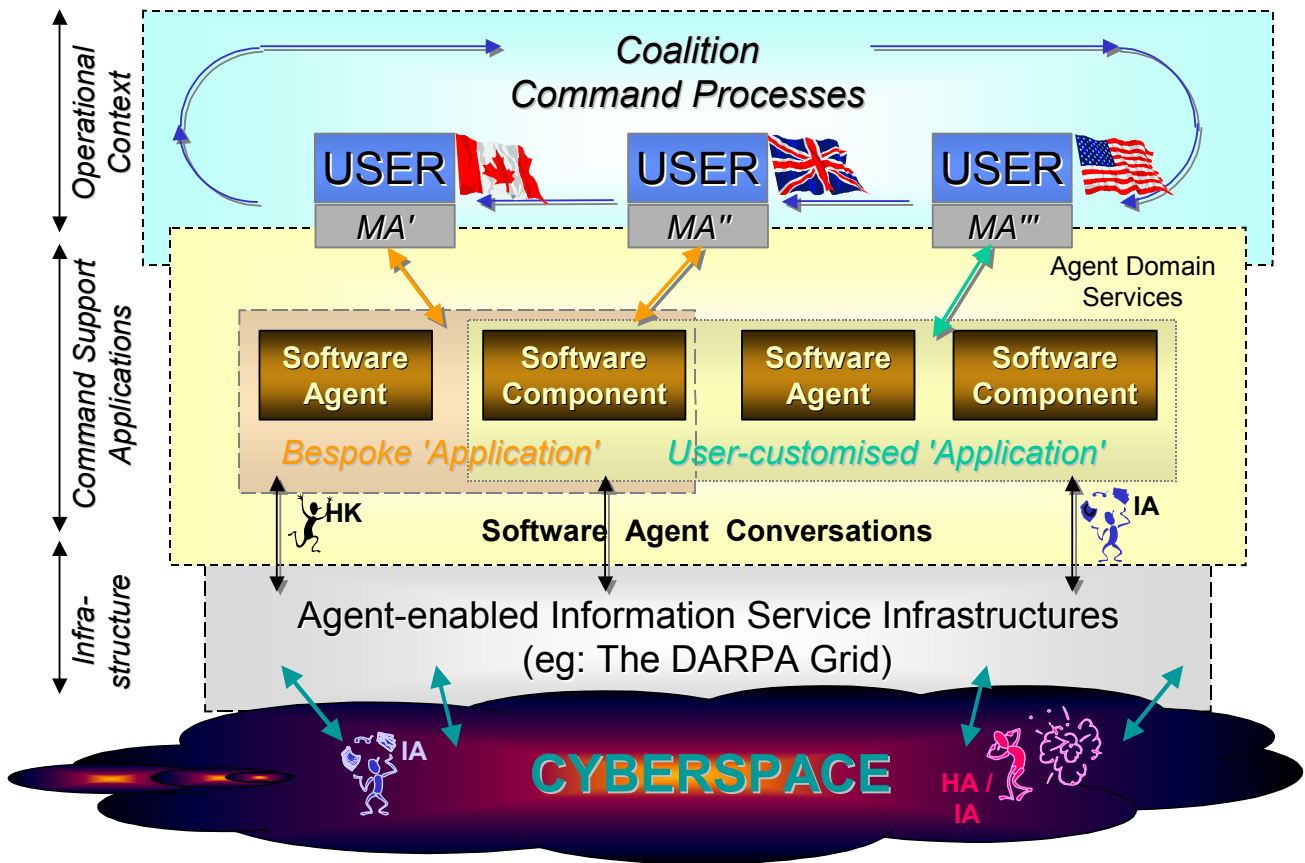 Operational
Context
Coalition
Command Processes
USER
USER
USER
MA'
MA''
MA'''
Command Support
Applications
Agent Domain
Services
Software
Agent
Software
Component
Software
Agent
Software
Component
Bespoke 'Application'
User-customised 'Application'
HK
IA
Software Agent Conversations
Infra-
structure
Agent-enabled Information Service Infrastructures
(eg: The DARPA Grid)
IA
CYBERSPACE
HA /
IA